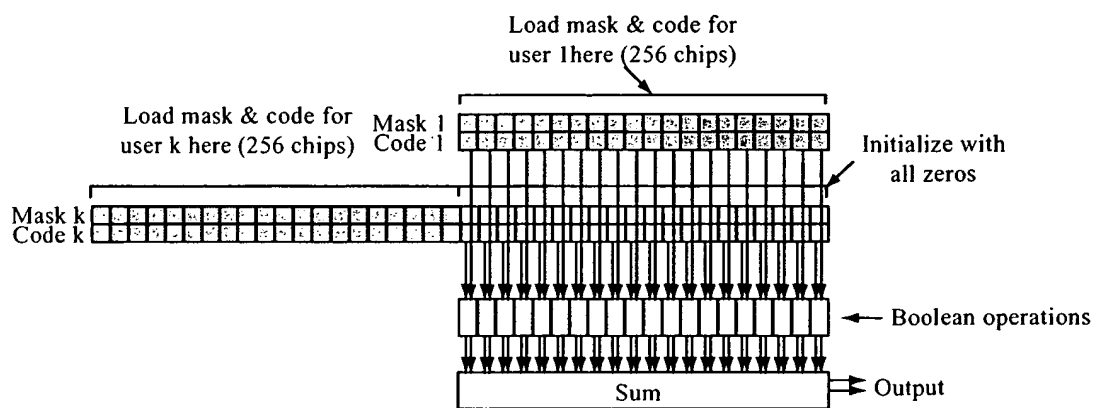 Load mask & code for
user 1here (256 chips)
Load mask & code for
user k here (256 chips)
Mask 1
Code 1
Initialize with
all zeros
Mask k
Code k
Boolean operations
Sum
Output